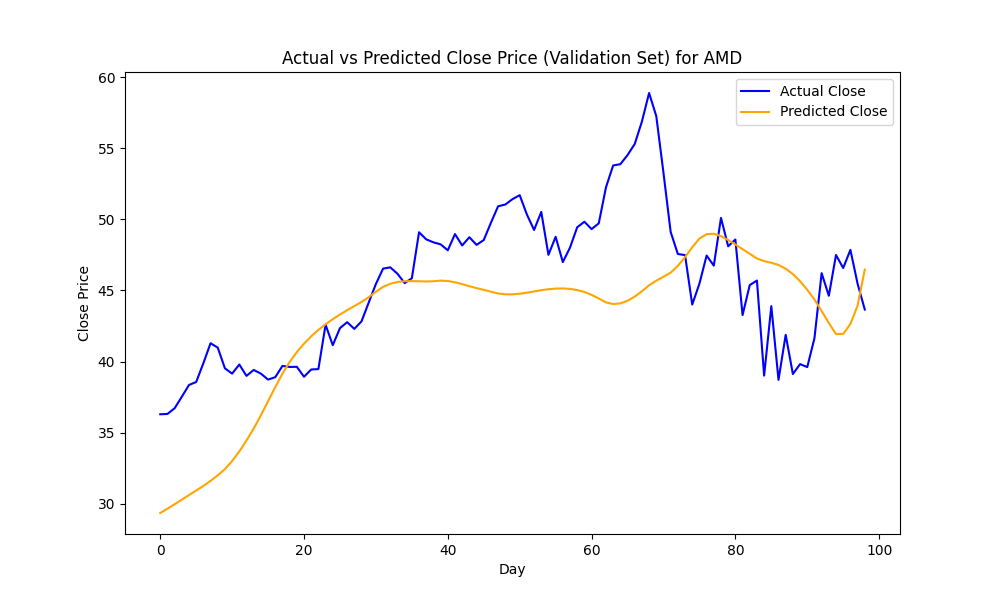 Actual vs Predicted Close Price (Validation Set) for AMD
Actual Close
Predicted Close
Close Price
60
55
50
45
40
35
30
0 20 40 60 80 100
Day